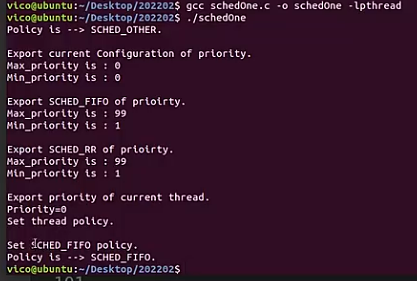 vico@ubuntu:~/Desktop/202202$ gcc schedOne.c -o schedOne -lpthread
vico@ubuntu:~/Desktop/202202$ ./schedOne
Policy is --> SCHED_OTHER.
Export current Configuration of priority.
Max_priority is : 0
Min_priority is : 0
Export SCHED_FIFO of prioirty.
Max_priority is : 99
Min_priority is : 1
Export SCHED_RR of prioirty.
Max_priority is : 99
Min_priority is : 1
Export priority of current thread.
Priority=0
Set thread policy.
Set SCHED_FIFO policy.
Policy is --> SCHED_FIFO.
vico@ubuntu:~/Desktop/202202$